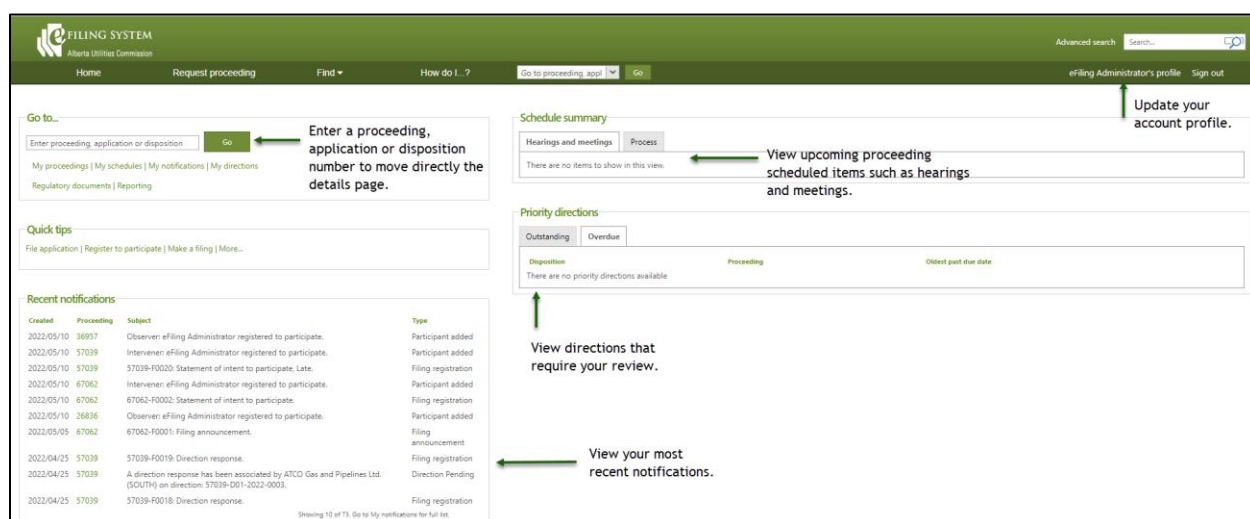 eFILING SYSTEM
Alberta Utilities Commission
Advanced search Search...
Home Request proceeding Find How do I...? Go to proceeding, appl Go eFiling Administrator's profile Sign out
Update your
account profile.
Go to...
Enter proceeding, application or disposition Go
My proceedings | My schedules | My notifications | My directions
Regulatory documents | Reporting
Enter a proceeding,
application or disposition
number to move directly the
details page.
Schedule summary
Hearings and meetings Process
There are no items to show in this view.
View upcoming proceeding
scheduled items such as hearings
and meetings.
Quick tips
File application | Register to participate | Make a filing | More...
Priority directions
Outstanding Overdue
Disposition Proceeding Oldest past due date
There are no priority directions available
View directions that
require your review.
Recent notifications
Created Proceeding Subject Type
2022/05/10 36957 Observer: eFiling Administrator registered to participate. Participant added
2022/05/10 57039 Intervener: eFiling Administrator registered to participate. Participant added
2022/05/10 57039 57039-F0020: Statement of intent to participate, Late. Filing registration
2022/05/10 67062 Intervener: eFiling Administrator registered to participate. Participant added
2022/05/10 67062 67062-F0002: Statement of intent to participate. Filing registration
2022/05/10 26836 Observer: eFiling Administrator registered to participate. Participant added
2022/05/05 67062 67062-F0001: Filing announcement. Filing
announcement
2022/04/25 57039 57039-F0019: Direction response. Filing registration
2022/04/25 57039 A direction response has been associated by ATCO Gas and Pipelines Ltd. Direction Pending
(SOUTH) on direction: 57039-D01-2022-0003.
2022/04/25 57039 57039-F0018: Direction response. Filing registration
Showing 10 of 73. Go to My notifications for full list.
View your most
recent notifications.